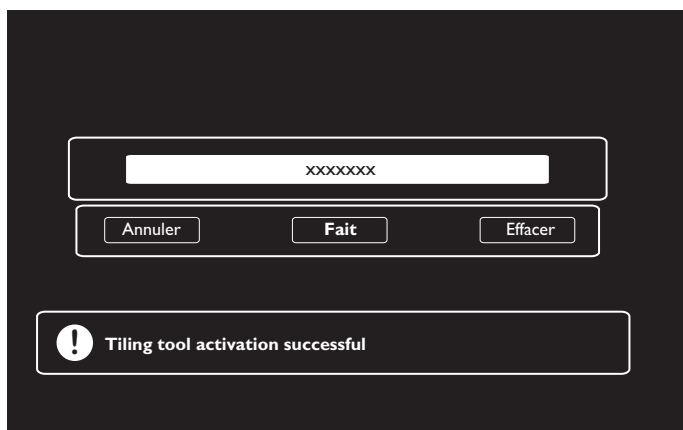 xxxxxxx
Annuler Fait Effacer
! Tiling tool activation successful